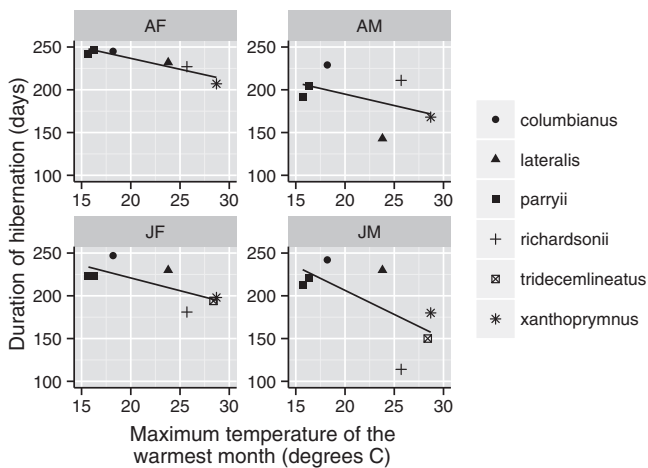 AF
AM
250
200
150
100
250
200
150
100
15 20 25 30
15 20 25 30
JF
JM
250
200
150
100
250
200
150
100
15 20 25 30
15 20 25 30
Duration of hibernation (days)
Maximum temperature of the
warmest month (degrees C)
columbianus
lateralis
parryii
richardsonii
tridecemlineatus
xanthoprymnus